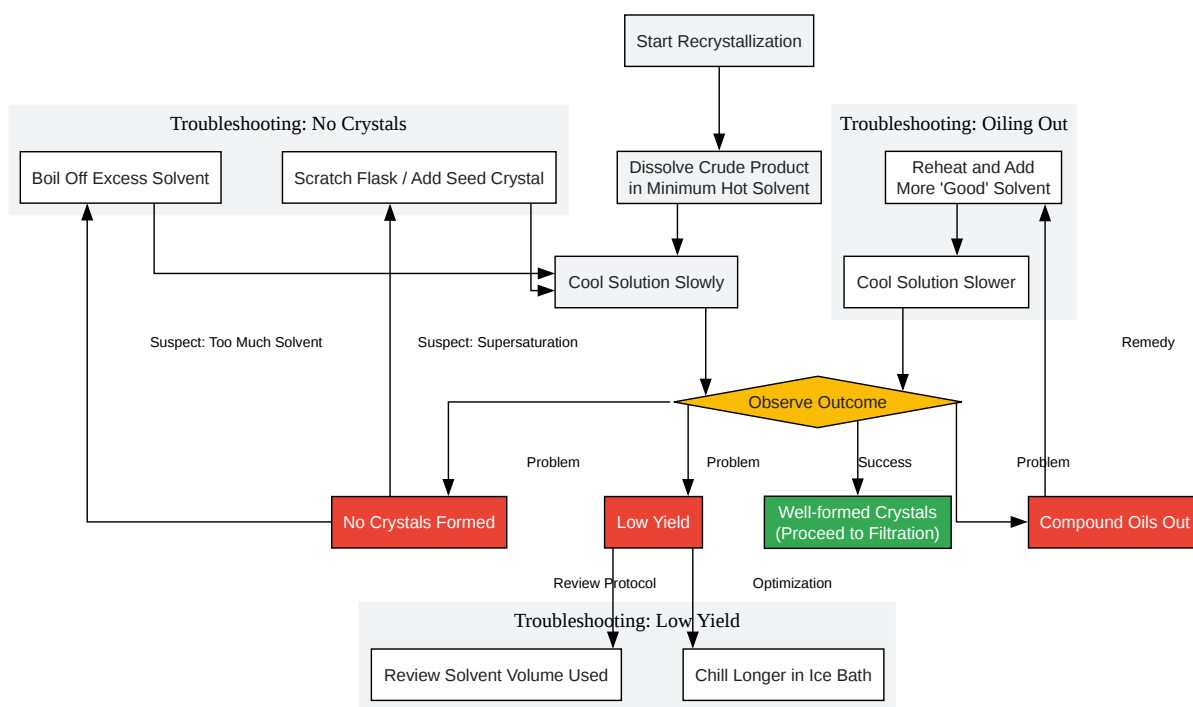 Start Recrystallization
Troubleshooting: No Crystals
Troubleshooting: Oiling Out
Boil Off Excess Solvent
Scratch Flask / Add Seed Crystal
Dissolve Crude Product
in Minimum Hot Solvent
Reheat and Add
More 'Good' Solvent
Cool Solution Slowly
Cool Solution Slower
Suspect: Too Much Solvent
Suspect: Supersaturation
Remedy
Observe Outcome
Problem
Problem
Success
Problem
No Crystals Formed
Low Yield
Well-formed Crystals
(Proceed to Filtration)
Compound Oils Out
Review Protocol
Optimization
Troubleshooting: Low Yield
Review Solvent Volume Used
Chill Longer in Ice Bath